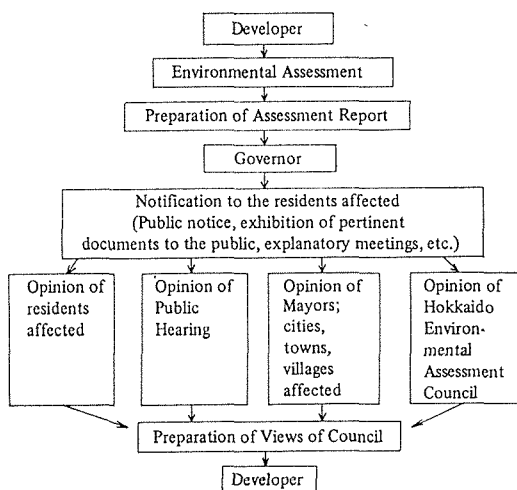 Developer
Environmental Assessment
Preparation of Assessment Report
Governor
Notification to the residents affected
(Public notice, exhibition of pertinent
documents to the public, explanatory meetings, etc.)
Opinion of
residents
affected
Opinion of
Public
Hearing
Opinion of
Mayors;
cities,
towns,
villages
affected
Opinion of
Hokkaido
Environ-
mental
Assessment
Council
Preparation of Views of Council
Developer